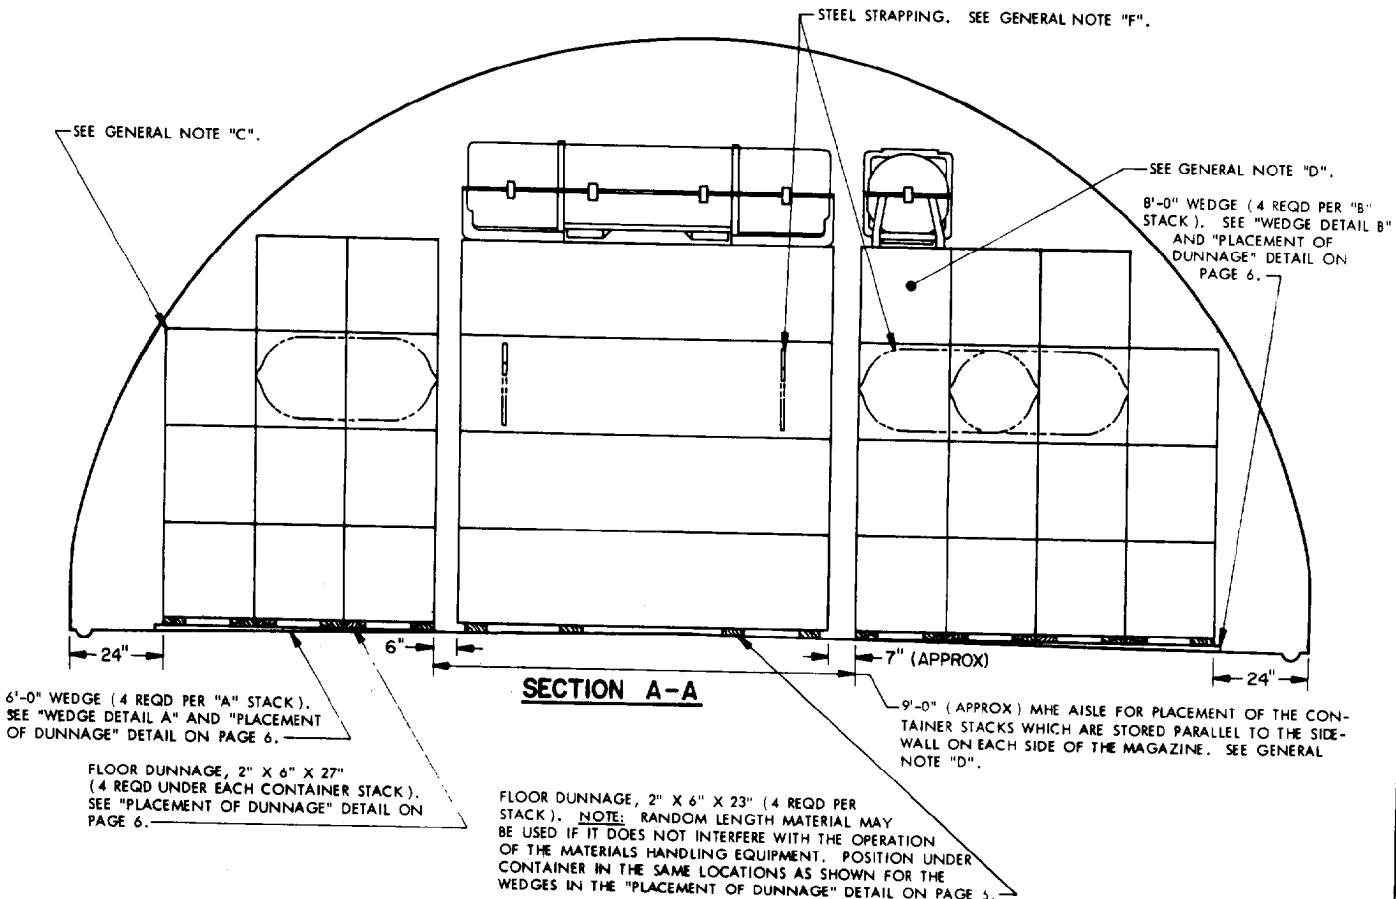 STEEL STRAPPING. SEE GENERAL NOTE "F".
SEE GENERAL NOTE "C".
SEE GENERAL NOTE "D".
8'-0" WEDGE (4 REQD PER "B"
STACK). SEE "WEDGE DETAIL B"
AND "PLACEMENT OF
DUNNAGE" DETAIL ON
PAGE 6.
24"
6"
7" (APPROX)
24"
SECTION A-A
6'-0" WEDGE (4 REQD PER "A" STACK).
SEE "WEDGE DETAIL A" AND "PLACEMENT
OF DUNNAGE" DETAIL ON PAGE 6.
9'-0" (APPROX) MHE AISLE FOR PLACEMENT OF THE CON-
TAINER STACKS WHICH ARE STORED PARALLEL TO THE SIDE-
WALL ON EACH SIDE OF THE MAGAZINE. SEE GENERAL
NOTE "D".
FLOOR DUNNAGE, 2" X 6" X 27"
(4 REQD UNDER EACH CONTAINER STACK).
SEE "PLACEMENT OF DUNNAGE" DETAIL ON
PAGE 6.
FLOOR DUNNAGE, 2" X 6" X 23" (4 REQD PER
STACK). NOTE: RANDOM LENGTH MATERIAL MAY
BE USED IF IT DOES NOT INTERFERE WITH THE OPERATION
OF THE MATERIALS HANDLING EQUIPMENT. POSITION UNDER
CONTAINER IN THE SAME LOCATIONS AS SHOWN FOR THE
WEDGES IN THE "PLACEMENT OF DUNNAGE" DETAIL ON PAGE